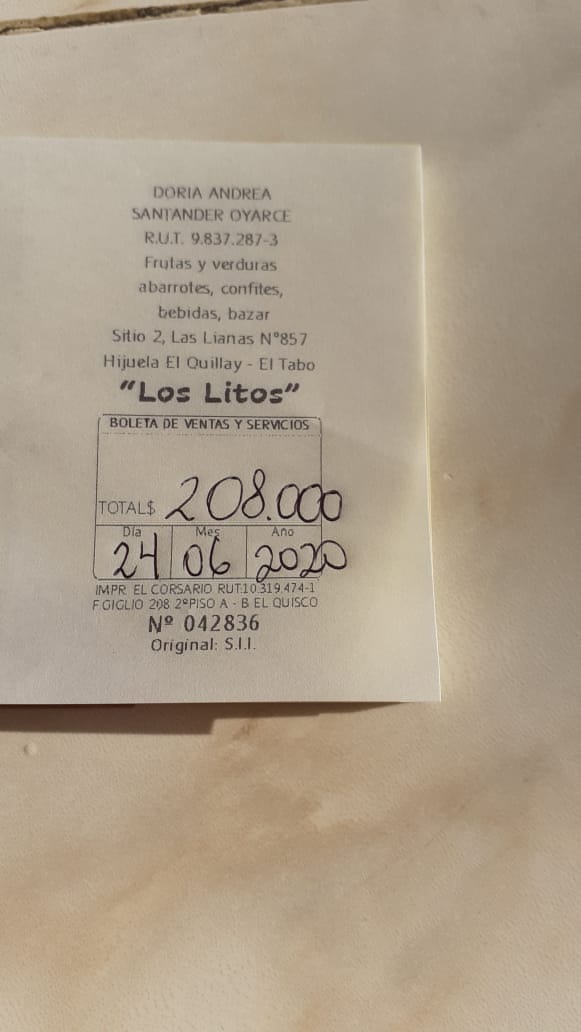 DORIA ANDREA
SANTANDER OYARCE
R.U.T. 9.837.287-3
Frutas y verduras
abarrotes, confites,
bebidas, bazar
Sitio 2, Las Lianas N°857
Hijuela El Quillay - El Tabo
“Los Litos”
BOLETA DE VENTAS Y SERVICIOS
TOTAL$ 208.000
Día Mes Año
24 06 2020
IMPR. EL CORSARIO RUT:10.319.474-1
F.GIGLIO 208 2°PISO A - B EL QUISCO
Nº 042836
Original: S.I.I.